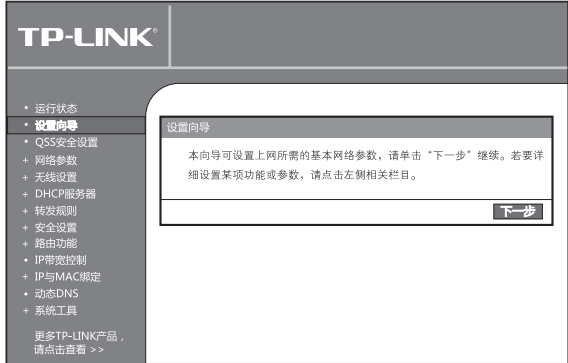 TP-LINK®
• 运行状态
• 设置向导
• QSS安全设置
+ 网络参数
+ 无线设置
+ DHCP服务器
+ 转发规则
+ 安全设置
+ 路由功能
• IP带宽控制
+ IP与MAC绑定
• 动态DNS
+ 系统工具
更多TP-LINK产品，
请点击查看 >>
设置向导
本向导可设置上网所需的基本网络参数，请单击“下一步”继续。若要详
细设置某项功能或参数，请点击左侧相关栏目。
下一步